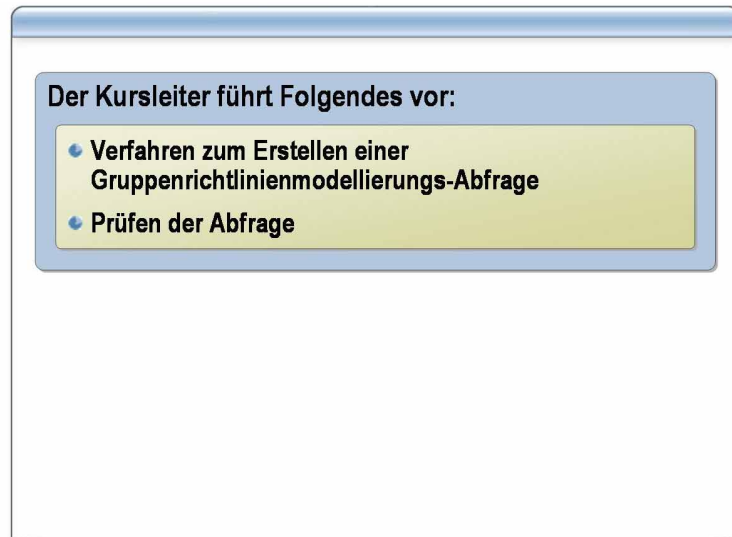 Der Kursleiter führt Folgendes vor:
Verfahren zum Erstellen einer
Gruppenrichtlinienmodellierungs-Abfrage
Prüfen der Abfrage